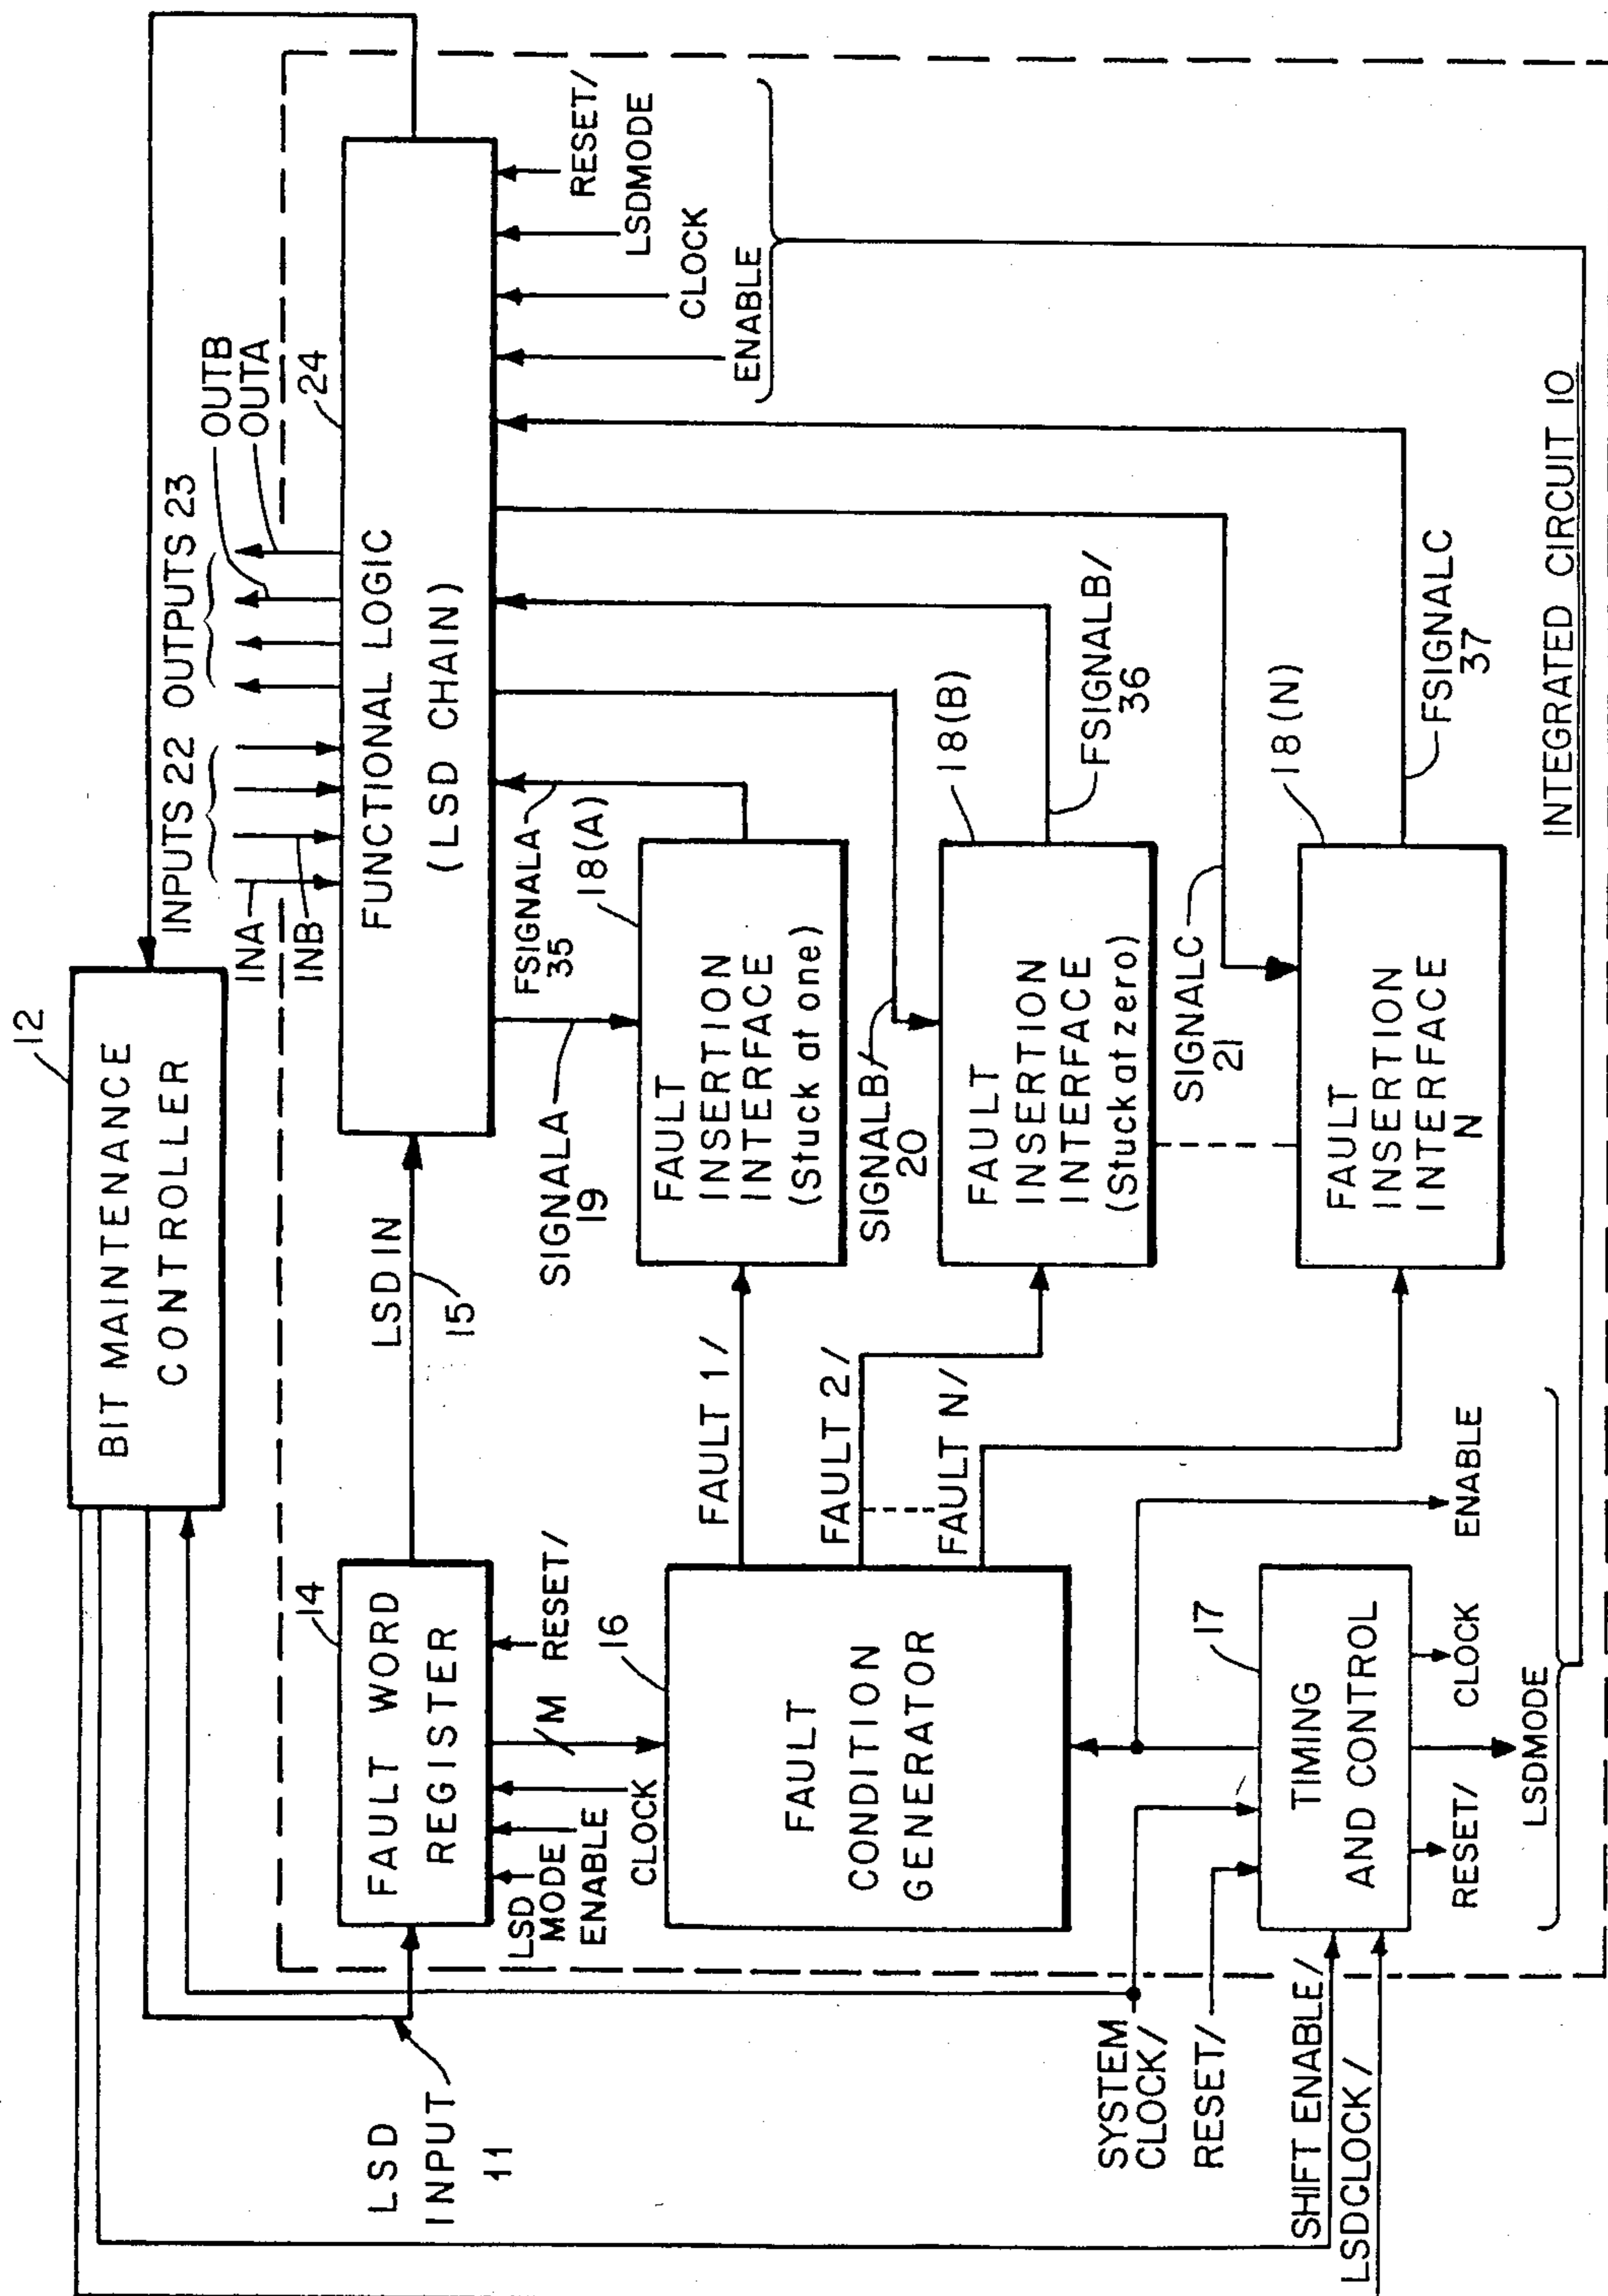 12
BIT MAINTENANCE
CONTROLLER
INPUTS 22
OUTPUTS 23
INA
INB
OUTB
OUTA
24
14
FAULT WORD
REGISTER
LSD IN
15
FUNCTIONAL LOGIC
(LSD CHAIN)
LSD
INPUT
11
LSD
MODE
ENABLE
CLOCK
M
RESET/
SIGNALA
19
FSIGNALA
35
RESET/
LSDMODE
CLOCK
ENABLE
16
FAULT
CONDITION
GENERATOR
FAULT 1/
FAULT 2/
FAULT N/
18(A)
FAULT
INSERTION
INTERFACE
(Stuck at one)
SIGNALB/
20
18(B)
FAULT
INSERTION
INTERFACE
(Stuck at zero)
FSIGNALB/
36
SIGNALC
21
18(N)
FAULT
INSERTION
INTERFACE
N
FSIGNALC
37
SYSTEM
CLOCK/
RESET/
SHIFT ENABLE/
LSDCLOCK/
17
TIMING
AND CONTROL
RESET/
CLOCK
ENABLE
LSDMODE
INTEGRATED CIRCUIT 10